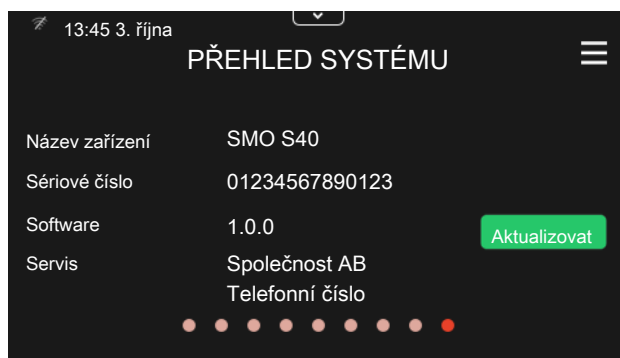 13:45 3. října
PŘEHLED SYSTÉMU
Název zařízení SMO S40
Sériové číslo 01234567890123
Software 1.0.0 Aktualizovat
Servis Společnost AB
Telefonní číslo